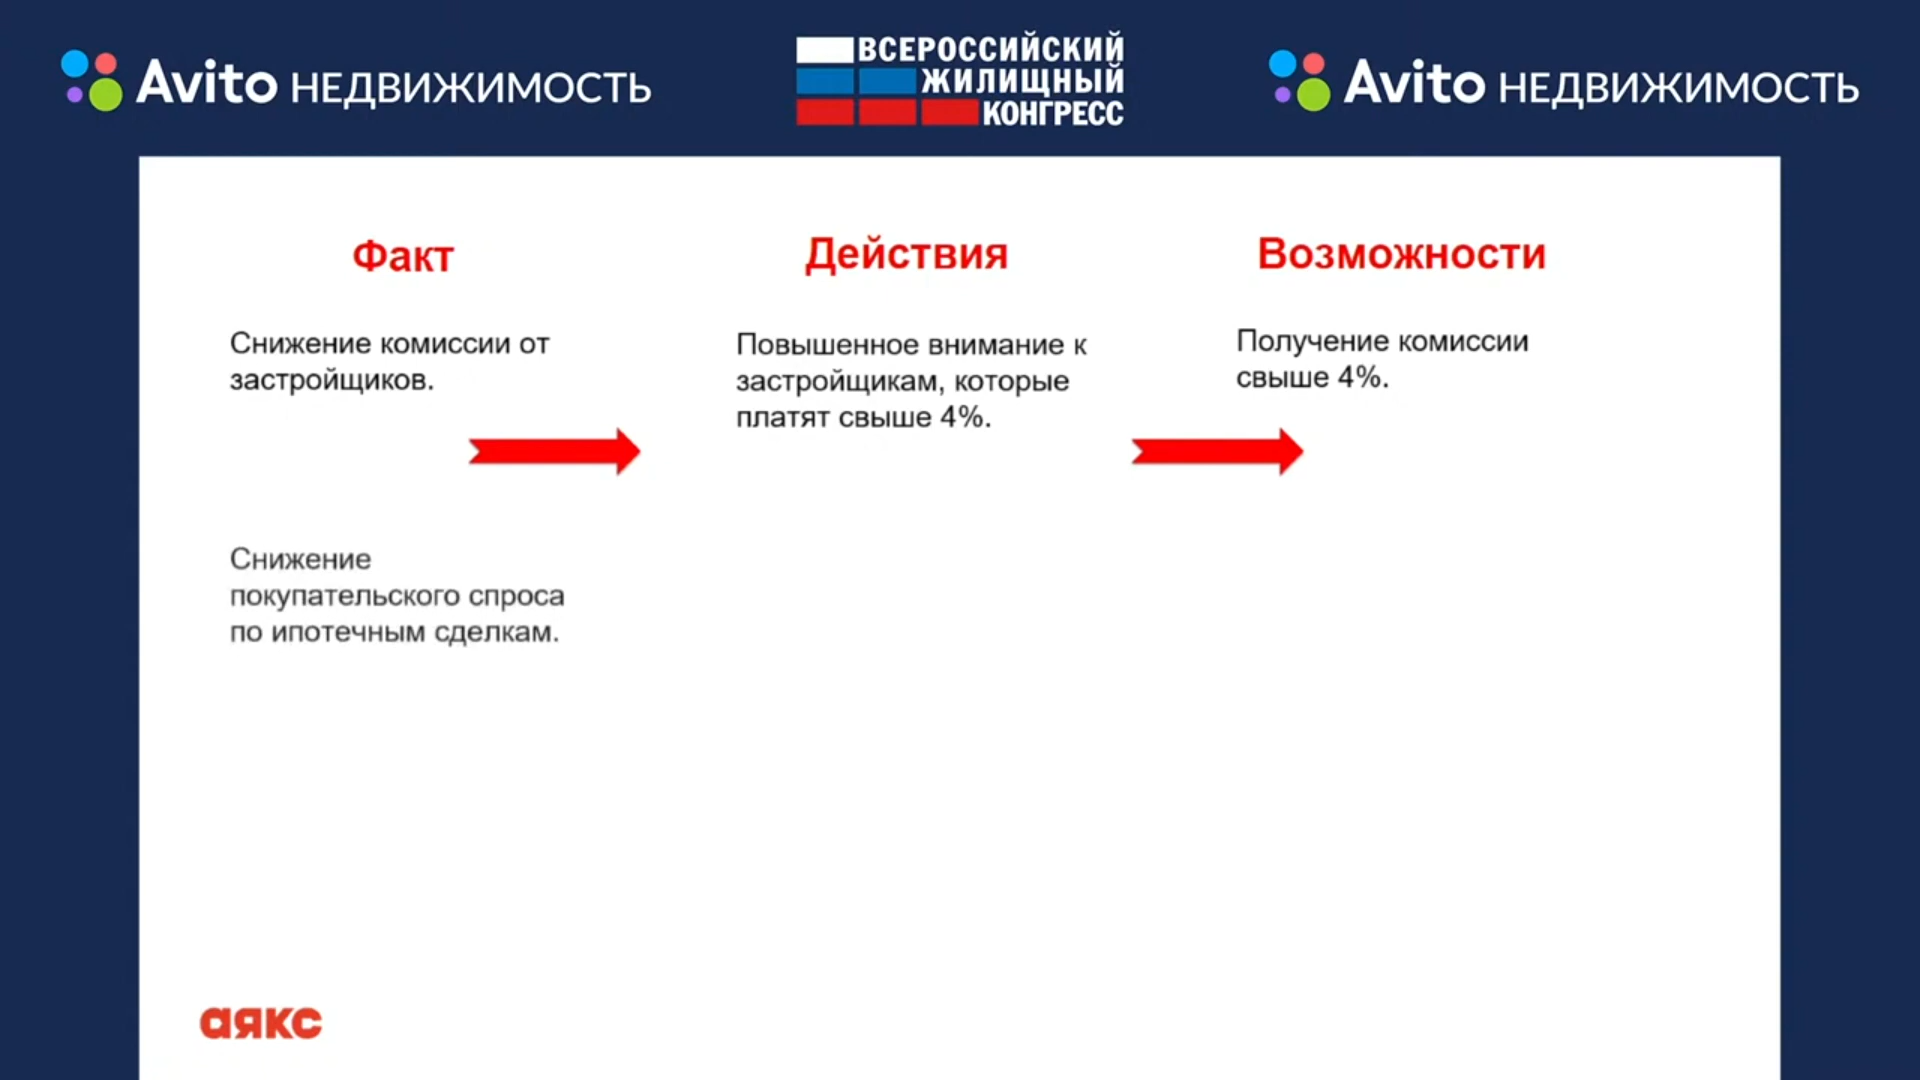 Avito НЕДВИЖИМОСТЬ
ВСЕРОССИЙСКИЙ
ЖИЛИЩНЫЙ
КОНГРЕСС
Avito НЕДВИЖИМОСТЬ
Факт
Действия
Возможности
Снижение комиссии от
застройщиков.
Повышенное внимание к
застройщикам, которые
платят свыше 4%.
Получение комиссии
свыше 4%.
Снижение
покупательского спроса
по ипотечным сделкам.
аякс